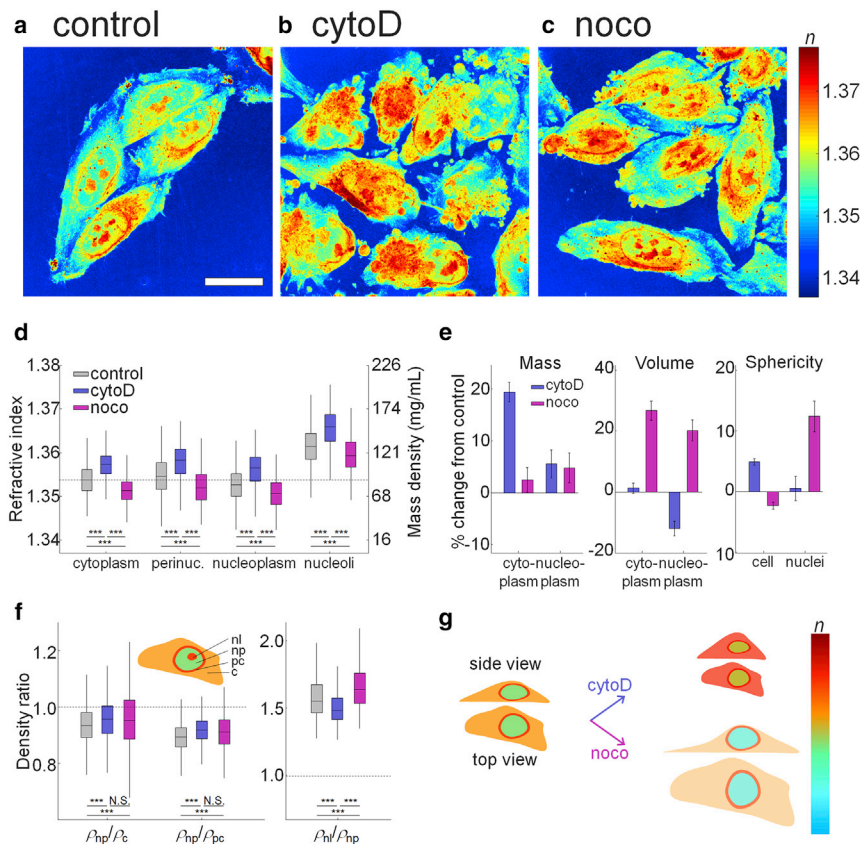 a control
b cytoD
c noco
n
1.37
1.36
1.35
1.34
d
1.38
1.37
1.36
1.35
1.34
Refractive index
control
cytoD
noco
226
174
121
68
16
Mass density (mg/mL)
*** ***
***
*** ***
***
*** ***
***
*** ***
***
cytoplasm perinuc. nucleoplasm nucleoli
e
% change from control
Mass
20
10
0
-10
cytoD
noco
cyto-nucleo-
plasm plasm
Volume
40
20
0
-20
cyto-nucleo-
plasm plasm
Sphericity
20
10
0
10
cell nuclei
f
Density ratio
1.2
1.0
0.8
nl
np
pc
c
*** N.S.
***
*** N.S.
***
ρnp/ρc ρnp/ρpc
2.0
1.5
1.0
*** ***
***
ρnl/ρnp
g
side view
top view
cytoD
noco
n